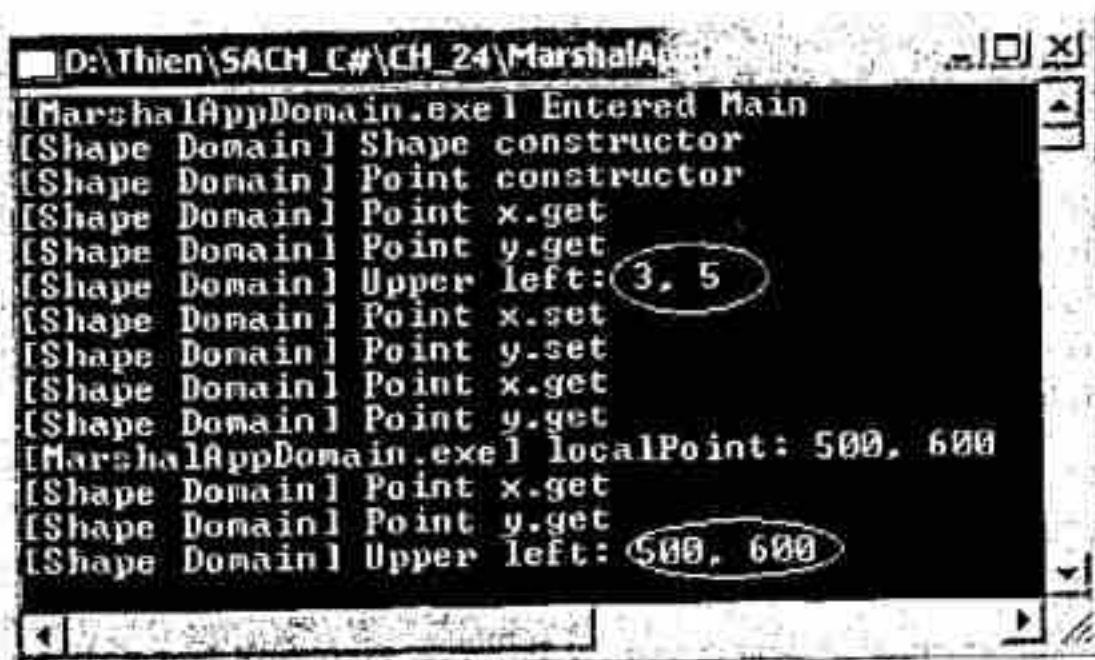 D:\Thien\SACH_C#\CH_24\MarshalAp
[MarshalAppDomain.exe] Entered Main
[Shape Domain] Shape constructor
[Shape Domain] Point constructor
[Shape Domain] Point x.get
[Shape Domain] Point y.get
[Shape Domain] Upper left: 3, 5
[Shape Domain] Point x.set
[Shape Domain] Point y.set
[Shape Domain] Point x.get
[Shape Domain] Point y.get
[MarshalAppDomain.exe] localPoint: 500, 600
[Shape Domain] Point x.get
[Shape Domain] Point y.get
[Shape Domain] Upper left: 500, 600